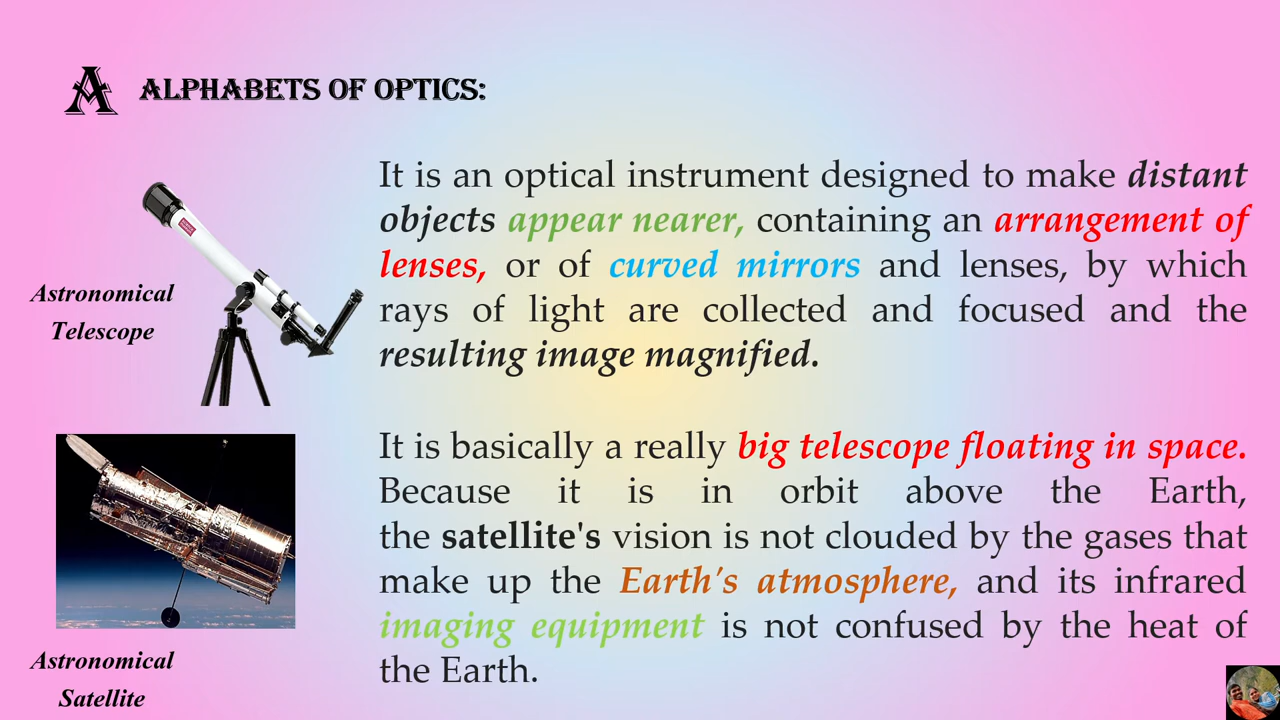 A ALPHABETS OF OPTICS:
It is an optical instrument designed to make distant
objects appear nearer, containing an arrangement of
lenses, or of curved mirrors and lenses, by which
rays of light are collected and focused and the
resulting image magnified.
Astronomical
Telescope
It is basically a really big telescope floating in space.
Because it is in orbit above the Earth,
the satellite's vision is not clouded by the gases that
make up the Earth's atmosphere, and its infrared
imaging equipment is not confused by the heat of
the Earth.
Astronomical
Satellite